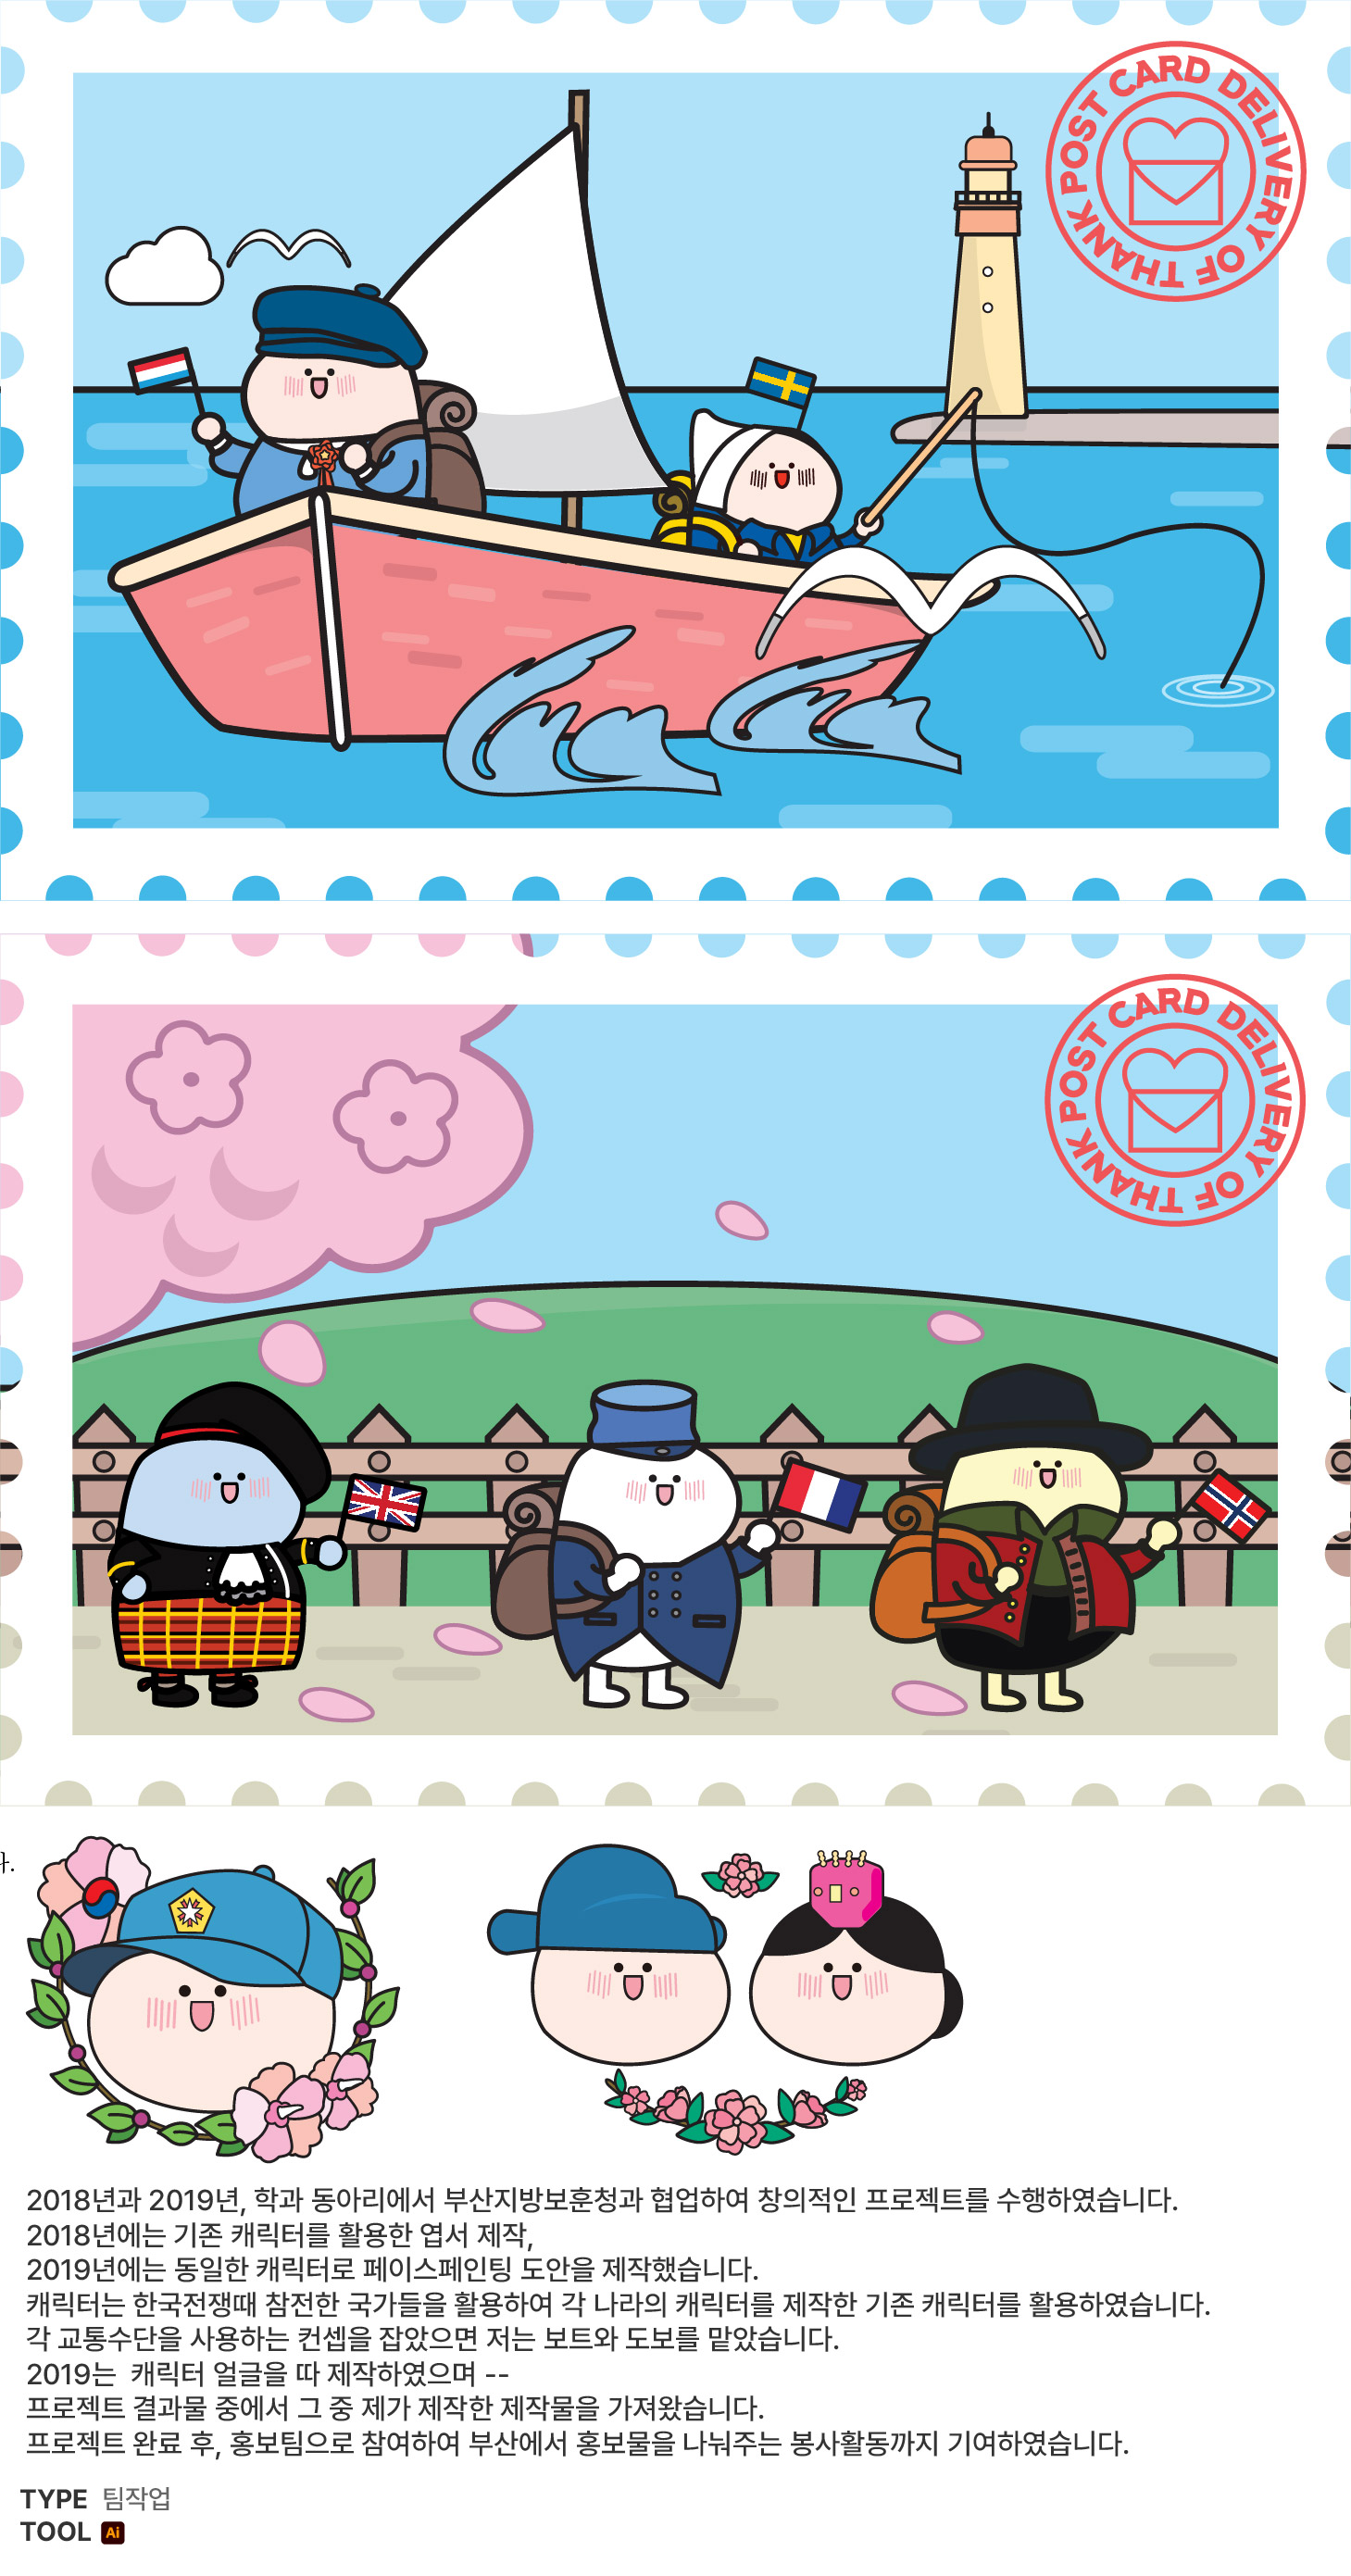 POST CARD DELIVERY OF THANK
POST CARD DELIVERY OF THANK
2018년과 2019년, 학과 동아리에서 부산지방보훈청과 협업하여 창의적인 프로젝트를 수행하였습니다.
2018년에는 기존 캐릭터를 활용한 엽서 제작,
2019년에는 동일한 캐릭터로 페이스페인팅 도안을 제작했습니다.
캐릭터는 한국전쟁때 참전한 국가들을 활용하여 각 나라의 캐릭터를 제작한 기존 캐릭터를 활용하였습니다.
각 교통수단을 사용하는 컨셉을 잡았으면 저는 보트와 도보를 맡았습니다.
2019는 캐릭터 얼글을 따 제작하였으며 --
프로젝트 결과물 중에서 그 중 제가 제작한 제작물을 가져왔습니다.
프로젝트 완료 후, 홍보팀으로 참여하여 부산에서 홍보물을 나눠주는 봉사활동까지 기여하였습니다.
TYPE 팀작업
TOOL Ai